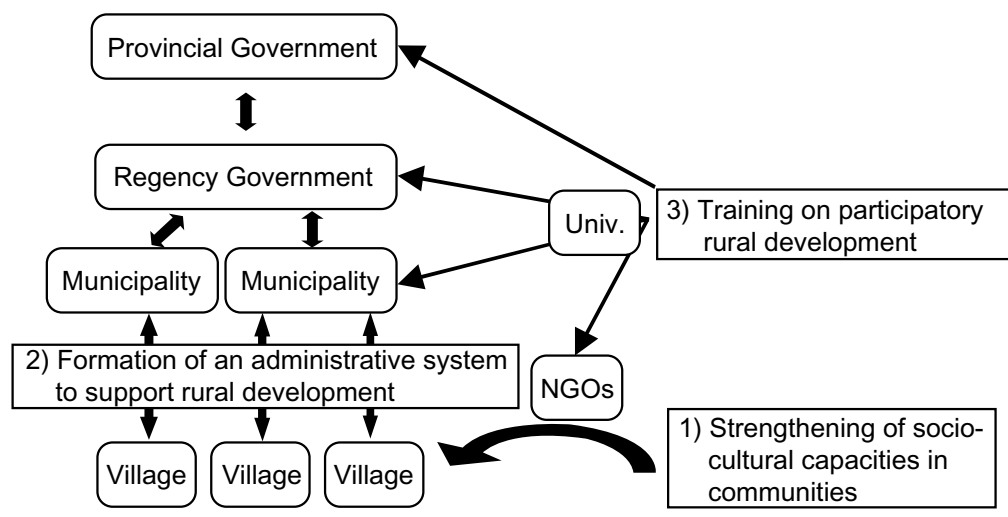 Provincial Government
Regency Government
Univ.
3) Training on participatory
rural development
Municipality
Municipality
2) Formation of an administrative system
to support rural development
NGOs
1) Strengthening of socio-
cultural capacities in
communities
Village
Village
Village